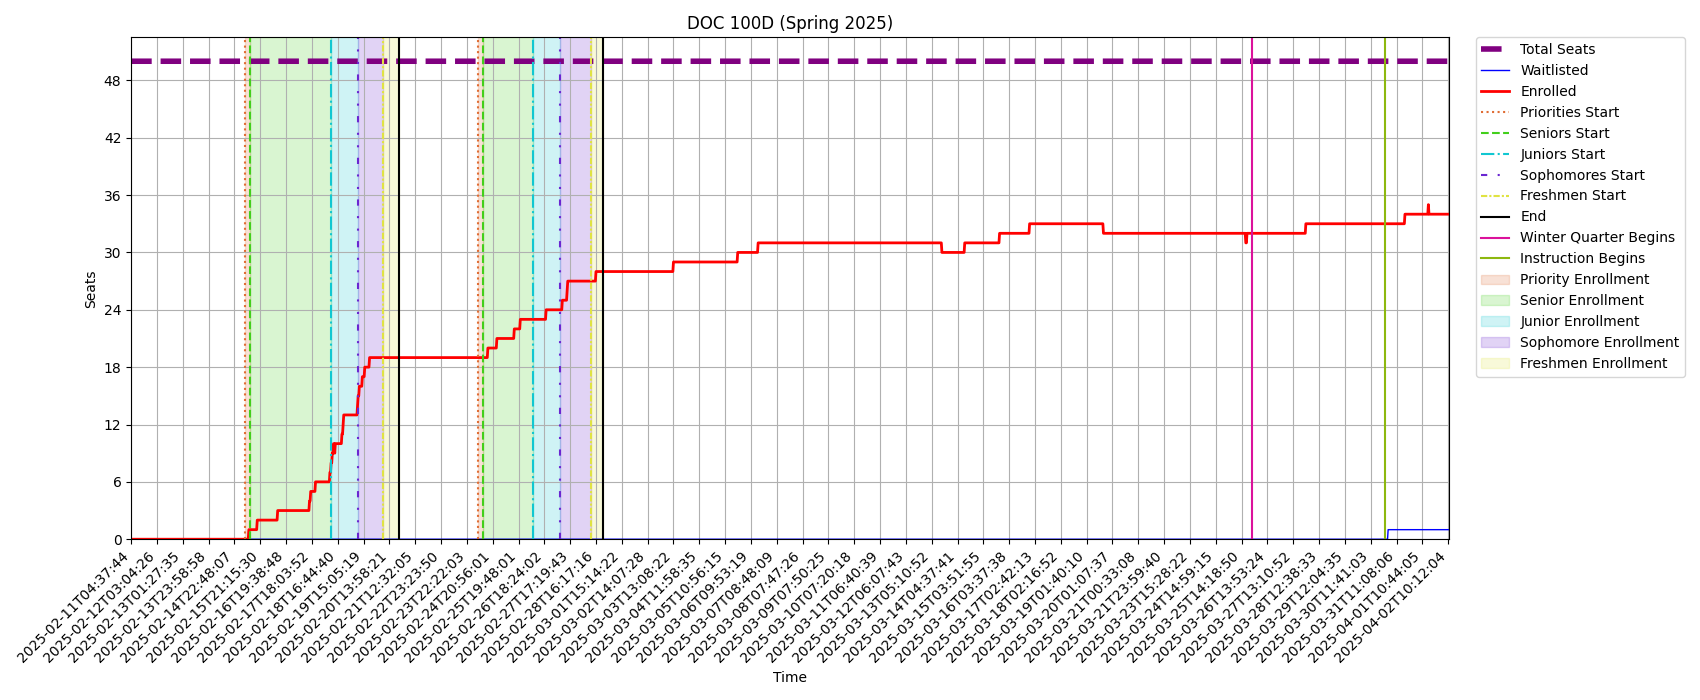 DOC 100D (Spring 2025)
Seats
48
42
36
30
24
18
12
6
0
2025-02-11T04:37:44
2025-02-12T03:04:26
2025-02-13T01:27:35
2025-02-13T23:58:58
2025-02-14T22:48:07
2025-02-15T21:15:30
2025-02-16T19:38:48
2025-02-17T18:03:52
2025-02-18T16:44:40
2025-02-19T15:05:19
2025-02-20T13:58:21
2025-02-21T12:32:05
2025-02-22T23:23:50
2025-02-23T22:22:03
2025-02-24T20:56:01
2025-02-25T19:48:01
2025-02-26T18:24:02
2025-02-27T17:19:43
2025-02-28T16:17:16
2025-03-01T15:14:22
2025-03-02T14:07:28
2025-03-03T13:08:22
2025-03-04T11:58:35
2025-03-05T10:56:15
2025-03-06T09:53:19
2025-03-07T08:48:09
2025-03-08T07:47:26
2025-03-09T07:50:25
2025-03-10T07:20:18
2025-03-11T06:40:39
2025-03-12T06:07:43
2025-03-13T05:10:52
2025-03-14T04:37:41
2025-03-15T03:51:55
2025-03-16T03:37:38
2025-03-17T02:42:13
2025-03-18T02:16:52
2025-03-19T01:40:10
2025-03-20T01:07:37
2025-03-21T00:33:08
2025-03-21T23:59:40
2025-03-23T15:28:22
2025-03-24T14:59:15
2025-03-25T14:18:50
2025-03-26T13:53:24
2025-03-27T13:10:52
2025-03-28T12:38:33
2025-03-29T12:04:35
2025-03-30T11:41:03
2025-03-31T11:08:06
2025-04-01T10:44:05
2025-04-02T10:12:04
Time
Total Seats
Waitlisted
Enrolled
Priorities Start
Seniors Start
Juniors Start
Sophomores Start
Freshmen Start
End
Winter Quarter Begins
Instruction Begins
Priority Enrollment
Senior Enrollment
Junior Enrollment
Sophomore Enrollment
Freshmen Enrollment